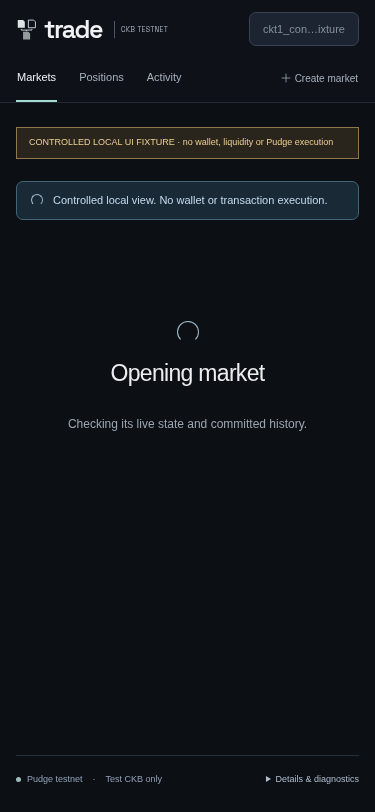 trade
CKB TESTNET
ckt1_con…ixture
Markets
Positions
Activity
Create market
CONTROLLED LOCAL UI FIXTURE · no wallet, liquidity or Pudge execution
Controlled local view. No wallet or transaction execution.
Opening market
Checking its live state and committed history.
Pudge testnet · Test CKB only
Details & diagnostics